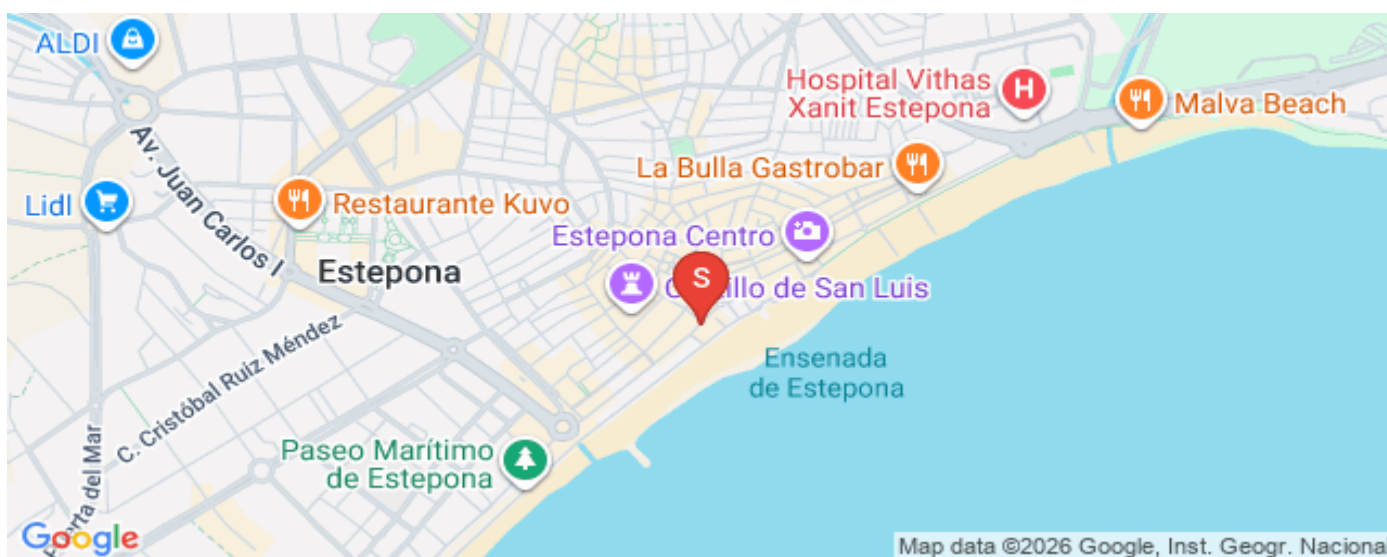 ALDI
Hospital Vithas
Xanit Estepona
H
Malva Beach
La Bulla Gastrobar
Av. Juan Carlos I
Lidl
Restaurante Kuvo
Estepona Centro
Estepona
S
de San Luis
C. Cristóbal Ruiz Méndez
Ensenada
de Estepona
Paseo Marítimo
de Estepona
del Mar
Google
Map data ©2026 Google, Inst. Geogr. Naciona